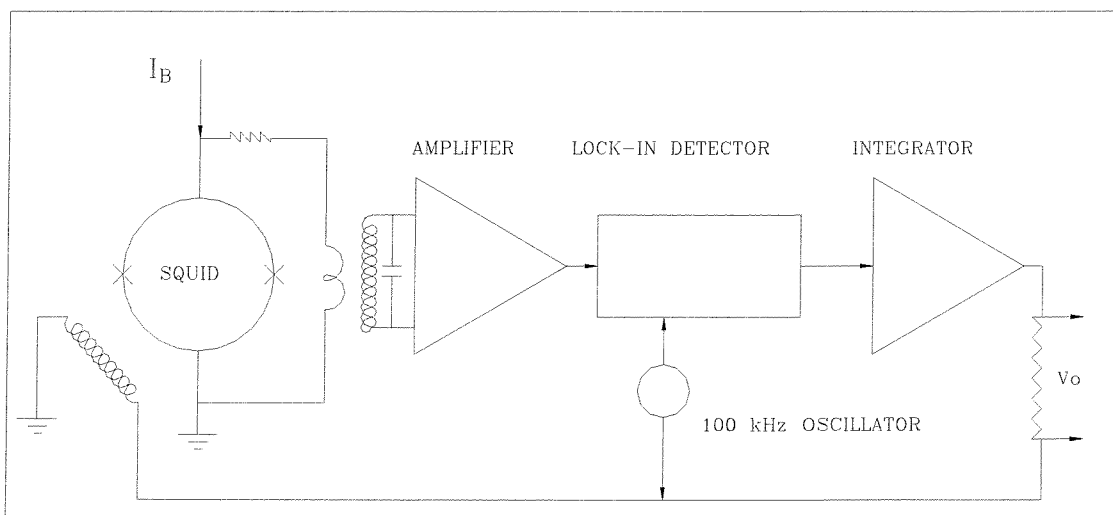 I_B
AMPLIFIER
LOCK-IN DETECTOR
INTEGRATOR
SQUID
Vo
100 kHz OSCILLATOR